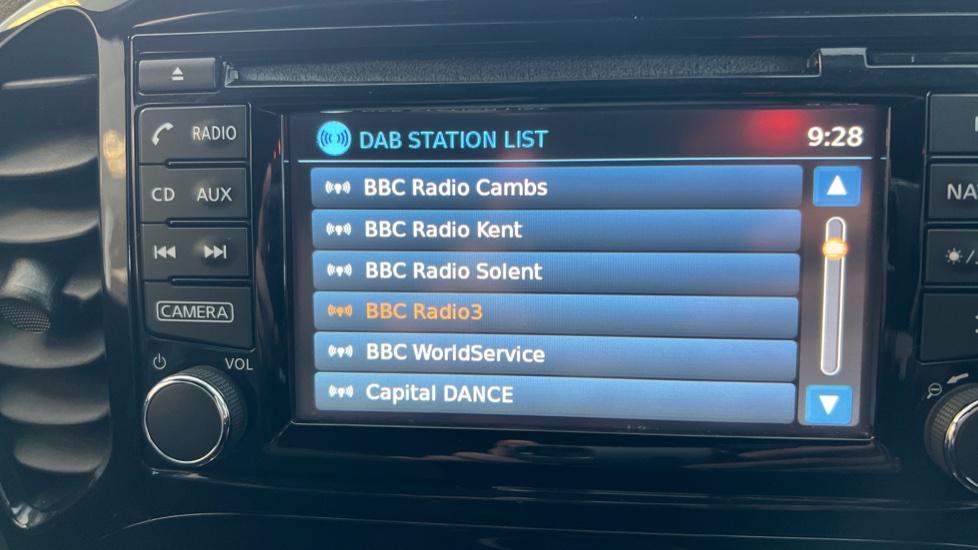 RADIO
CD AUX
CAMERA
VOL
DAB STATION LIST 9:28
BBC Radio Cambs
BBC Radio Kent
BBC Radio Solent
BBC Radio3
BBC WorldService
Capital DANCE